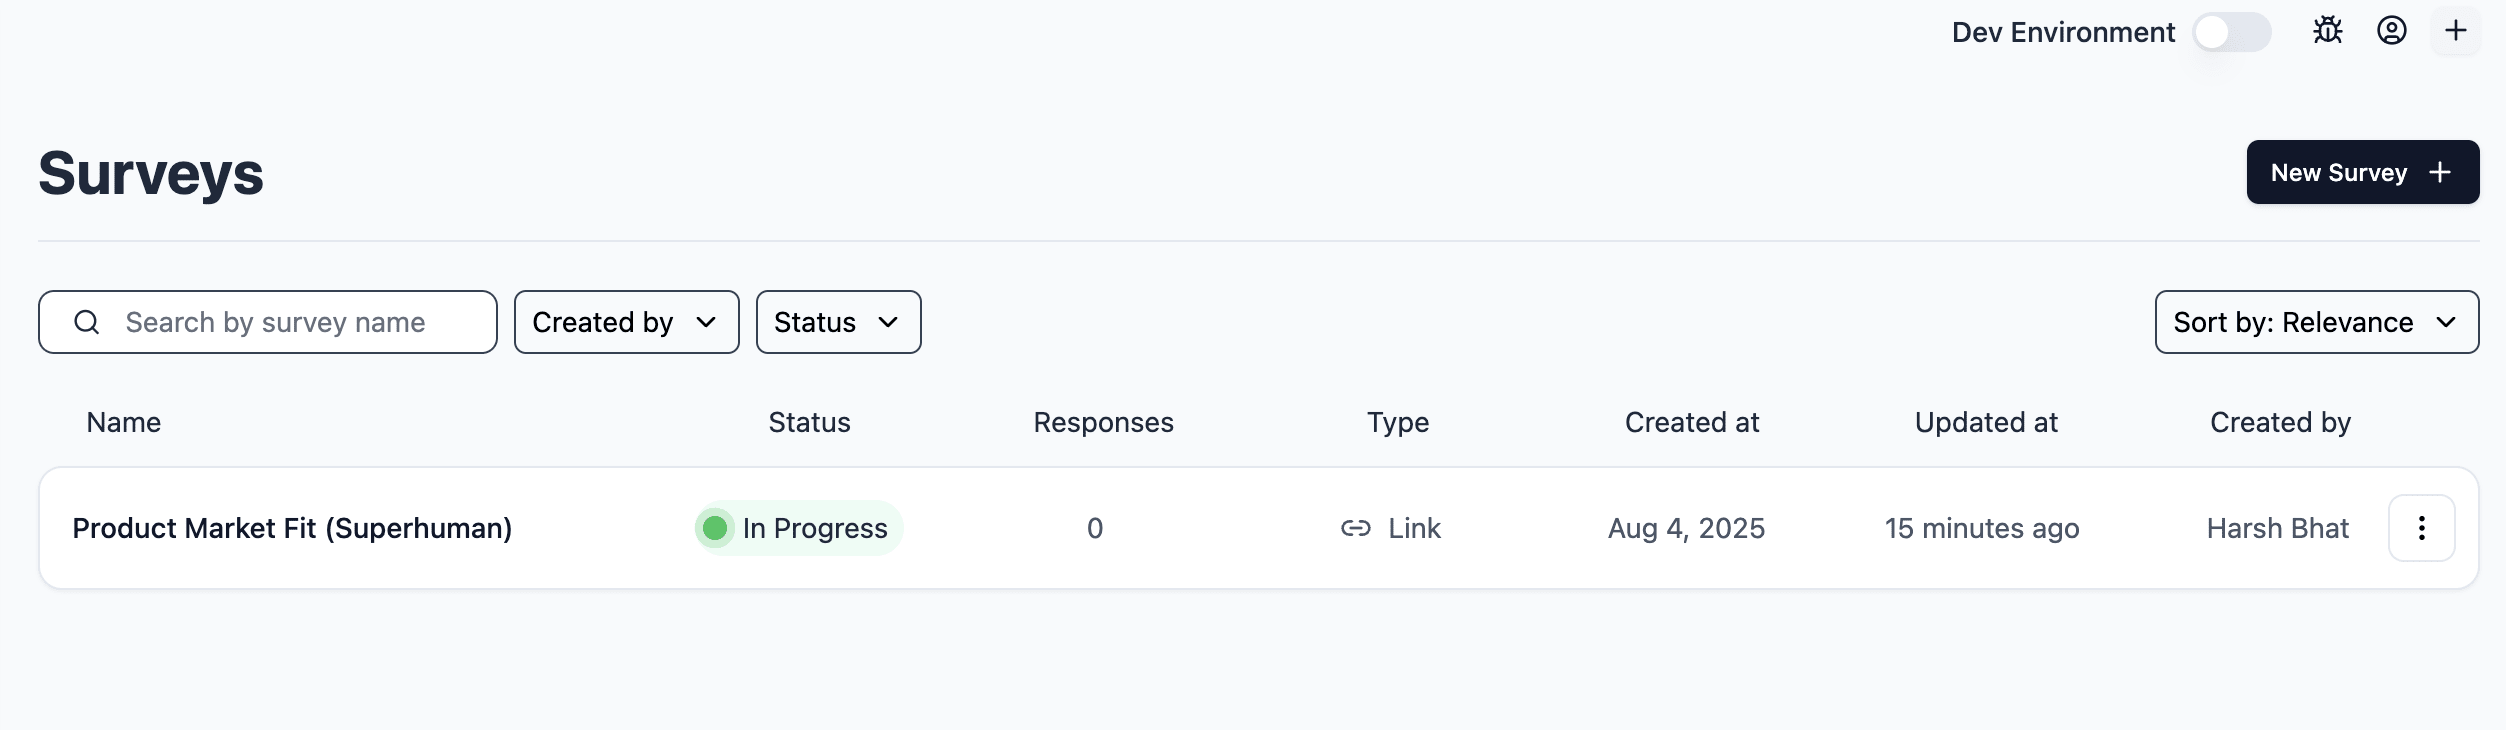 Dev Environment
Surveys
New Survey
Search by survey name
Created by
Status
Sort by: Relevance
Name Status Responses Type Created at Updated at Created by
Product Market Fit (Superhuman) In Progress 0 Link Aug 4, 2025 15 minutes ago Harsh Bhat